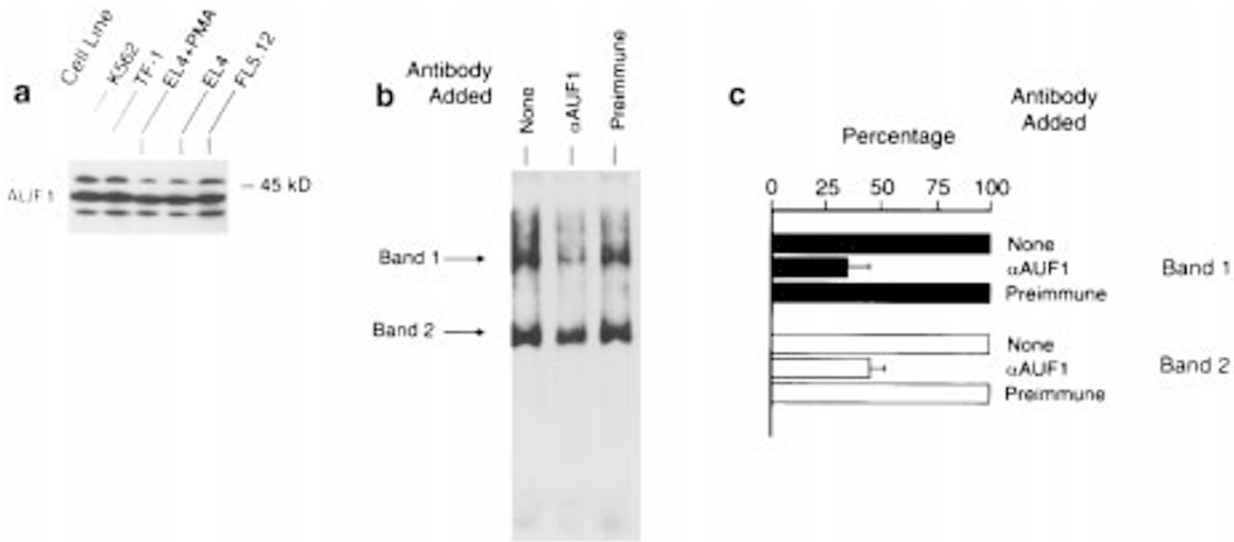 a
Cell Line
K562
TF-1
EL4+PMA
EL4
FL5.12
AUF1
45 kD
b
Antibody
Added
None
αAUF1
Preimmune
Band 1
Band 2
c
Percentage
Antibody
Added
0 25 50 75 100
None
αAUF1 Band 1
Preimmune
None
αAUF1 Band 2
Preimmune